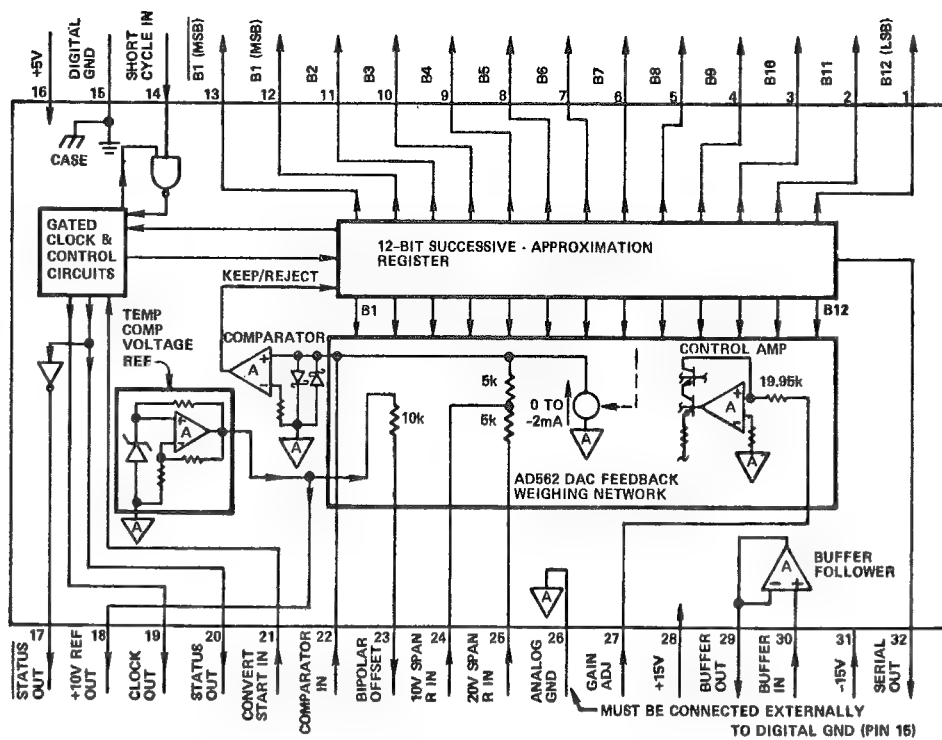 +5V
DIGITAL
GND
SHORT
CYCLE IN
B1 (MSB)
B1 (MSB)
B2
B3
B4
B5
B6
B7
B8
B9
B10
B11
B12 (LSB)
16
15
14
13
12
11
10
9
8
7
6
5
4
3
2
1
CASE
GATED
CLOCK &
CONTROL
CIRCUITS
12-BIT SUCCESSIVE - APPROXIMATION
REGISTER
KEEP/REJECT
B1
B12
TEMP
COMP
VOLTAGE
REF
COMPARATOR
CONTROL AMP
A
+
-
5k
5k
10k
0 TO
-2mA
19.95k
A
+
-
A
+
-
A
A
A
A
AD562 DAC FEEDBACK
WEIGHING NETWORK
A
BUFFER
FOLLOWER
A
-
+
17
18
19
20
21
22
23
24
25
26
27
28
29
30
31
32
STATUS
OUT
+10V REF
OUT
CLOCK
OUT
STATUS
OUT
CONVERT
START IN
COMPARATOR
IN
BIPOLAR
OFFSET
10V SPAN
R IN
20V SPAN
R IN
ANALOG
GND
GAIN
ADJ
+15V
BUFFER
OUT
BUFFER
IN
-15V
SERIAL
OUT
MUST BE CONNECTED EXTERNALLY
TO DIGITAL GND (PIN 15)